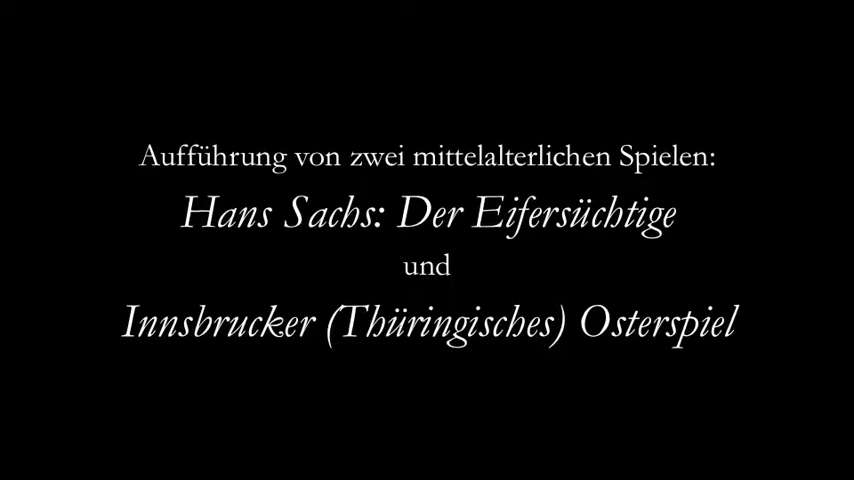 Aufführung von zwei mittelalterlichen Spielen:
Hans Sachs: Der Eifersüchtige
und
Innsbrucker (Thüringisches) Osterspiel